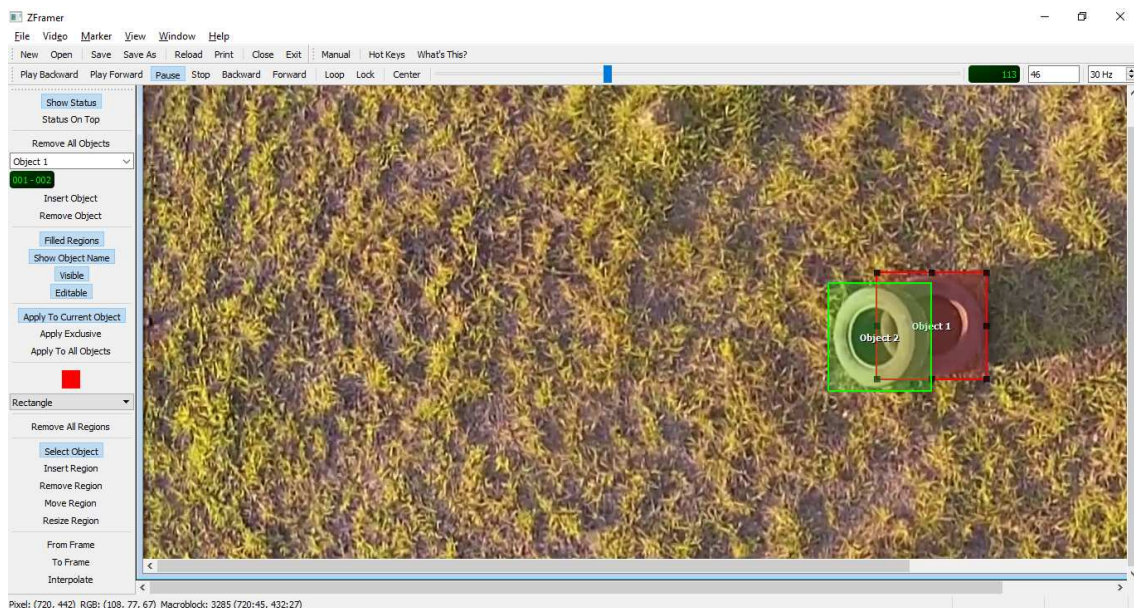 ZFramer
File Video Marker View Window Help
New Open Save Save As Reload Print Close Exit Manual Hot Keys What's This?
Play Backward Play Forward Pause Stop Backward Forward Loop Lock Center 113 46 30 Hz
Show Status
Status On Top
Remove All Objects
Object 1
001 - 002
Insert Object
Remove Object
Filled Regions
Show Object Name
Visible
Editable
Apply To Current Object
Apply Exclusive
Apply To All Objects
Rectangle
Remove All Regions
Select Object
Insert Region
Remove Region
Move Region
Resize Region
From Frame
To Frame
Interpolate
Object 1
Object 2
Pixel: (720, 442) RGB: (108, 77, 67) Macroblock: 3285 (720:45, 432:27)